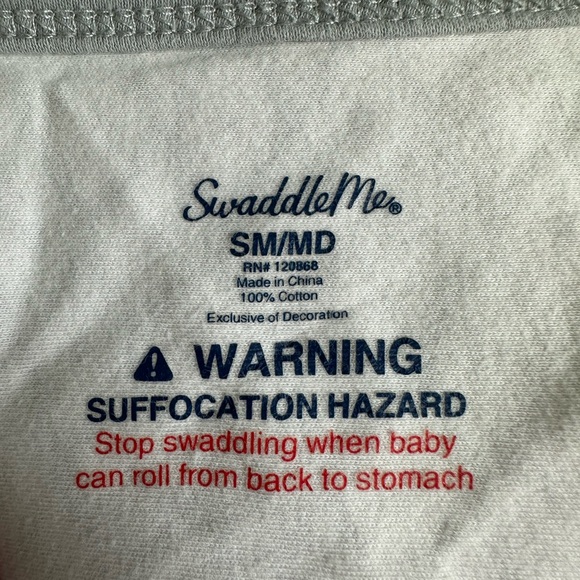 SwaddleMe®
SM/MD
RN# 120868
Made in China
100% Cotton
Exclusive of Decoration
WARNING
SUFFOCATION HAZARD
Stop swaddling when baby
can roll from back to stomach